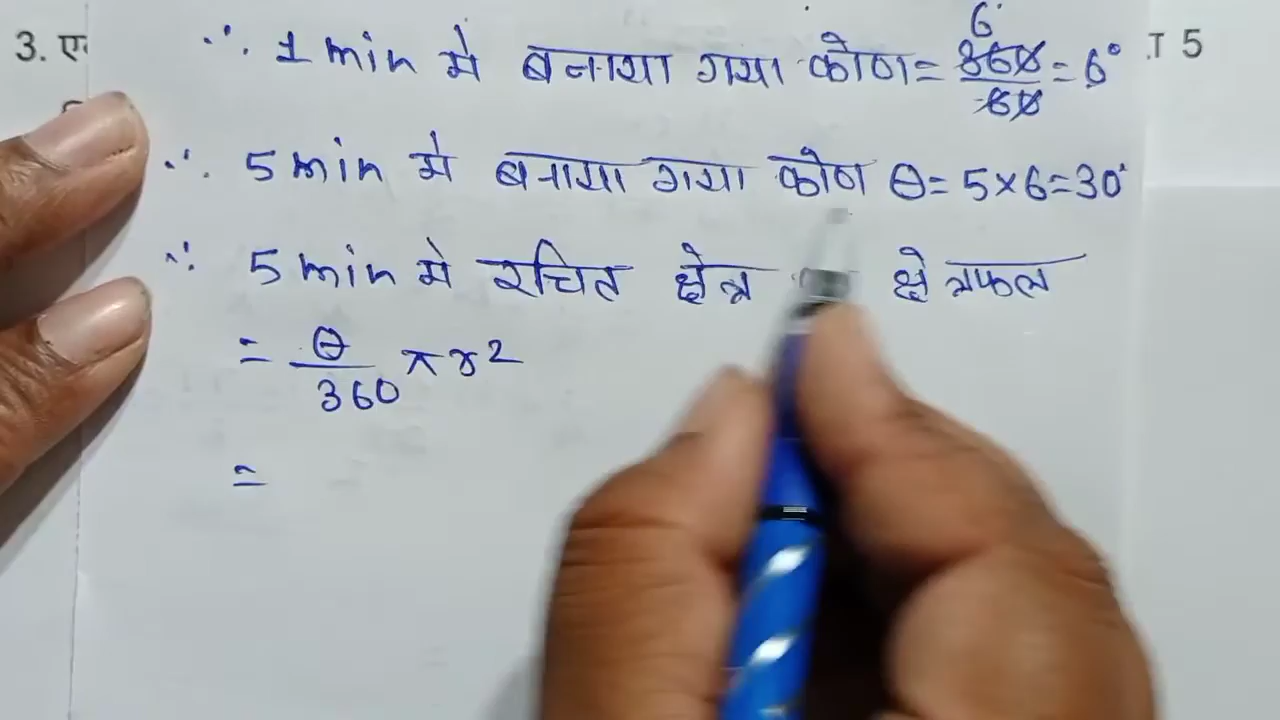 3. ए
∴ 1 min मे बनाया गया कोण = 360/60 = 6°
6
T 5
∴ 5 min मे बनाया गया कोण θ = 5×6 = 30°
∴ 5 min मे रचित क्षेत्र क्षेत्रफल
= θ/360 πr²
=